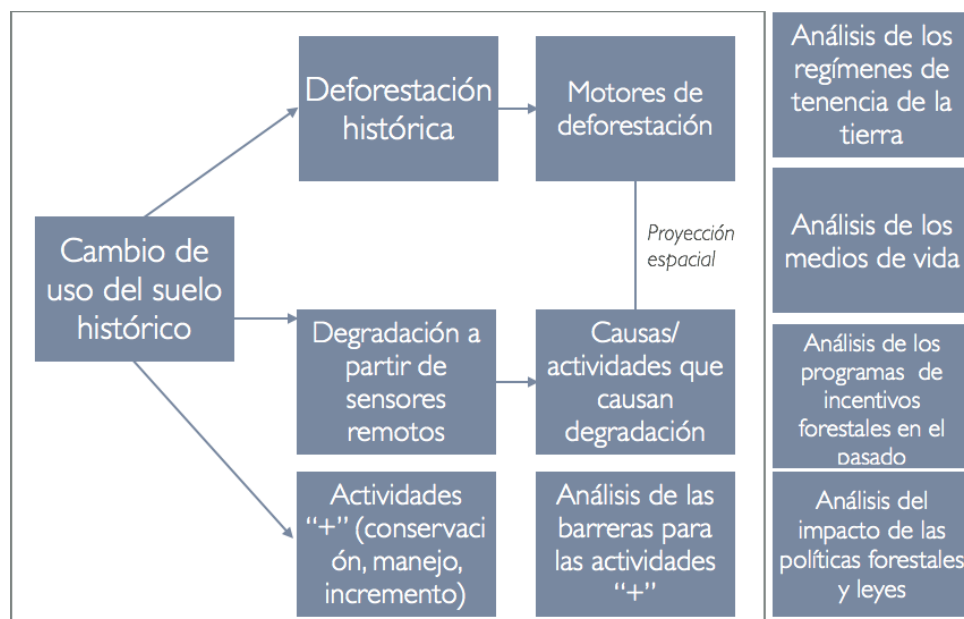 Cambio de
uso del suelo
histórico
Deforestación
histórica
Motores de
deforestación
Proyección
espacial
Degradación a
partir de
sensores
remotos
Causas/
actividades que
causan
degradación
Actividades
“+” (conservaci
ón, manejo,
incremento)
Análisis de las
barreras para
las actividades
“+”
Análisis de los
regímenes de
tenencia de la
tierra
Análisis de los
medios de vida
Análisis de los
programas de
incentivos
forestales en el
pasado
Análisis del
impacto de las
políticas forestales
y leyes